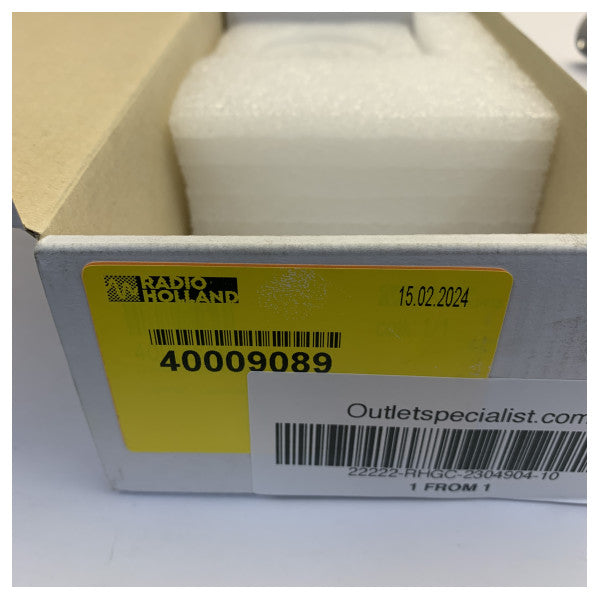 RADIO
HOLLAND
15.02.2024
40009089
Outletspecialist.com
22222-RHGC-2304904-10
1 FROM 1